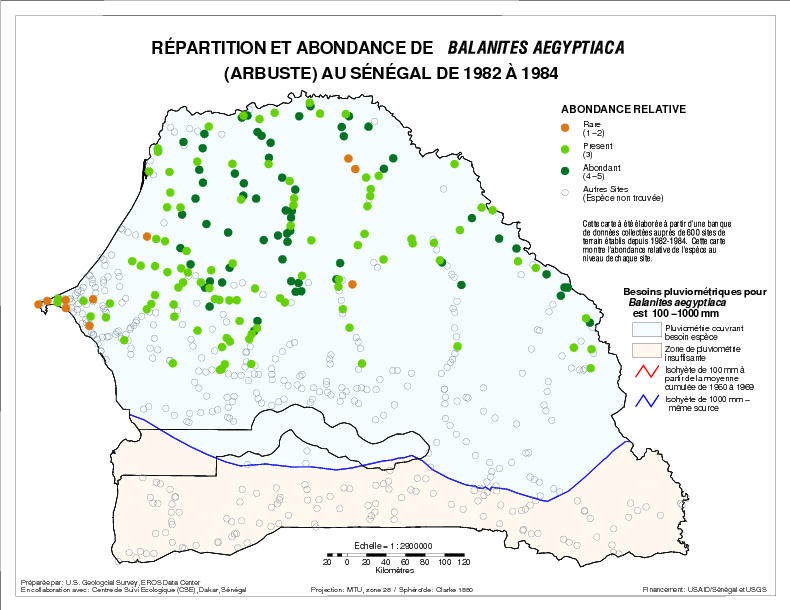 RÉPARTITION ET ABONDANCE DE BALANITES AEGYPTIACA
(ARBUSTE) AU SÉNÉGAL DE 1982 À 1984
ABONDANCE RELATIVE
Rare
(1-2)
Present
(3)
Abondant
(4-5)
Autres Sites
(Espèce non trouvée)
Cette carte à été élaborée à partir d'une banque
de données collectées auprès de 600 sites de
terrain établis depuis 1982-1984. Cette carte
montre l'abondance relative de l'espèce au
niveau de chaque site.
Besoins pluviométriques pour
Balanites aegyptiaca
est 100-1000 mm
Pluviométrie couvrant
besoin espèce
Zone de pluviométrie
insuffisante
Isohyète de 100 mm à
partir de la moyenne
cumulée de 1960 à 1969
Isohyète de 1000 mm -
même source
Echelle = 1 : 2900000
20 0 20 40 60 80 100 120
Kilomètres
Préparée par: U.S. Geological Survey, EROS Data Center
En collaboration avec: Centre de Suivi Ecologique (CSE), Dakar, Sénégal
Projection: MTU, zone 28 / Sphéroïde: Clarke 1880
Financement: USAID/Sénégal et USGS